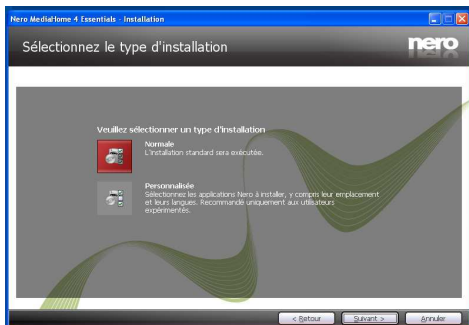 Nero MediaHome 4 Essentials - Installation
Sélectionnez le type d'installation
nero
Veuillez sélectionner un type d'installation
Normale
L'installation standard sera exécutée.
Personnalisée
Sélectionnez les applications Nero à installer, y compris leur emplacement
et leurs langues. Recommandé uniquement aux utilisateurs
expérimentés.
< Retour
Suivant >
Annuler